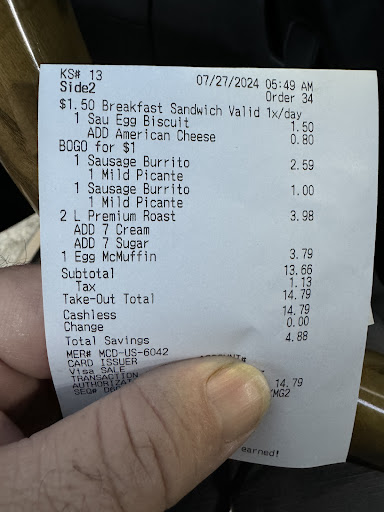 KS# 13 07/27/2024 05:49 AM
Side2 Order 34
$1.50 Breakfast Sandwich Valid 1x/day
1 Sau Egg Biscuit 1.50
ADD American Cheese 0.80
BOGO for $1
1 Sausage Burrito 2.59
1 Mild Picante
1 Sausage Burrito 1.00
1 Mild Picante
2 L Premium Roast 3.98
ADD 7 Cream
ADD 7 Sugar
1 Egg McMuffin 3.79
Subtotal 13.66
Tax 1.13
Take-Out Total 14.79
Cashless 14.79
Change 0.00
Total Savings 4.88
MER# MCD-US-6042
CARD ISSUER
Visa SALE
TRANSACTION 14.79
SEQ#
earned!